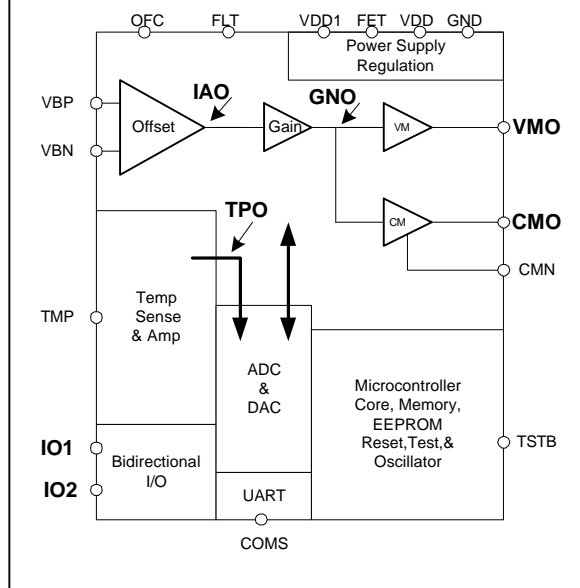 OFC
FLT
VDD1
FET
VDD
GND
Power Supply
Regulation
VBP
VBN
Offset
IAO
Gain
GNO
VM
VMO
CM
CMO
CMN
TPO
TMP
Temp
Sense
& Amp
ADC
&
DAC
Microcontroller
Core, Memory,
EEPROM
Reset,Test,&
Oscillator
TSTB
IO1
IO2
Bidirectional
I/O
UART
COMS